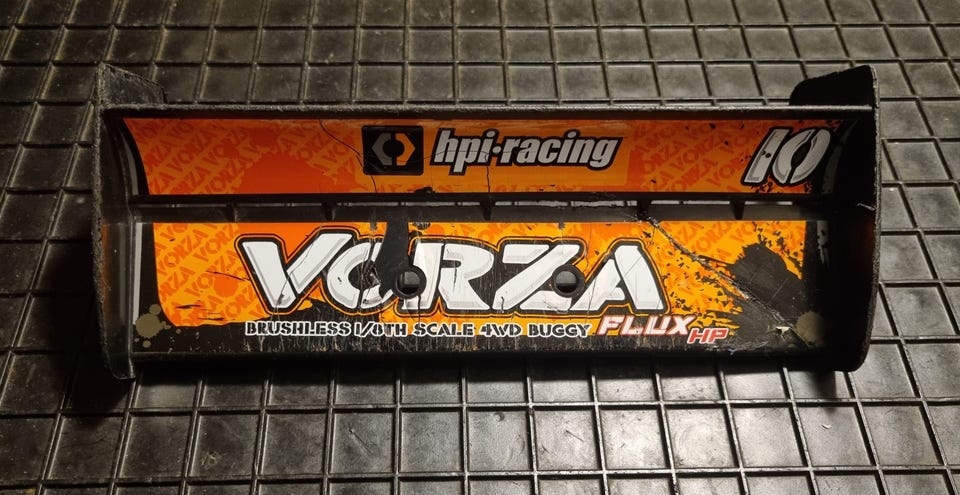 hpi·racing
10
VORZA
BRUSHLESS 1/8TH SCALE 4WD BUGGY FLUX HP